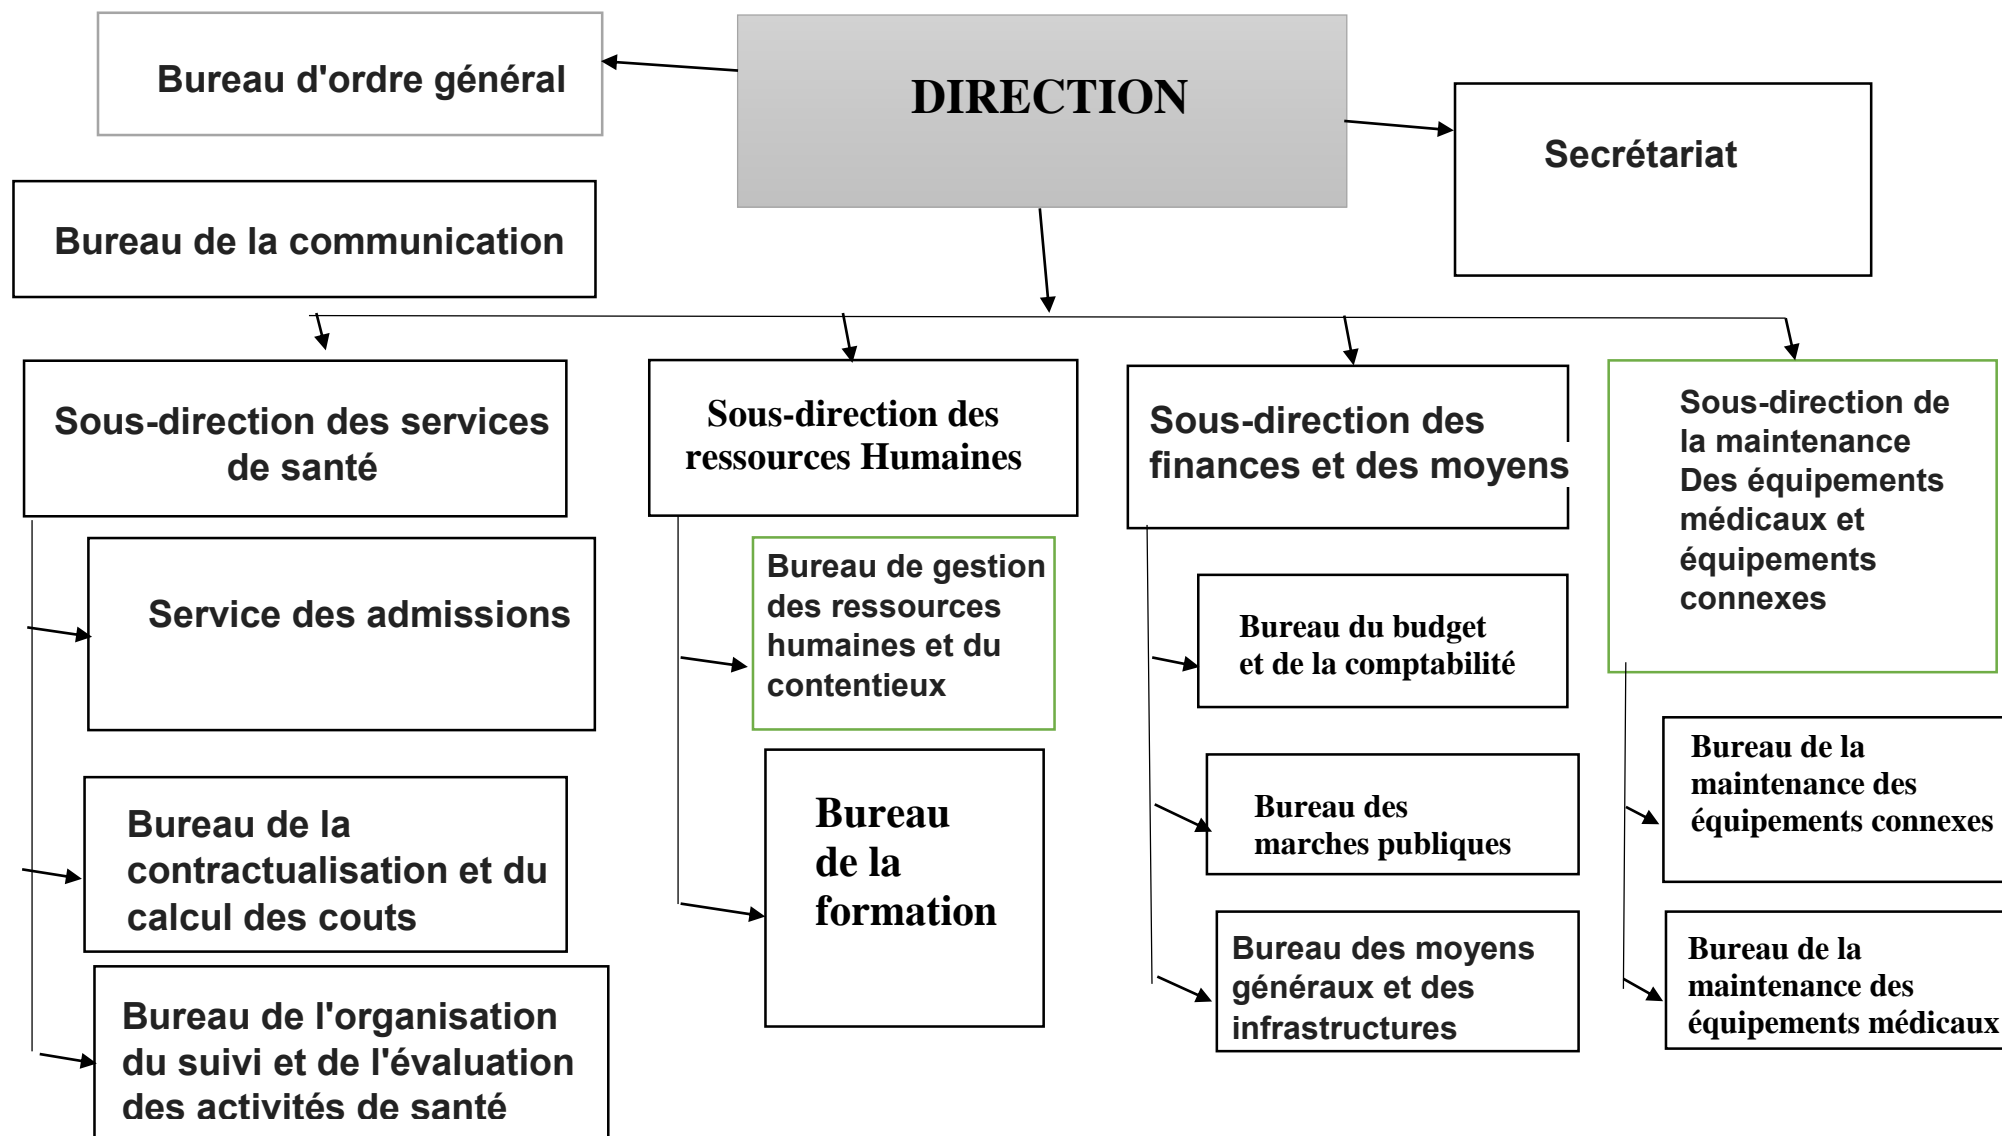 Bureau d'ordre général
DIRECTION
Secrétariat
Bureau de la communication
Sous-direction des services
de santé
Sous-direction des
ressources Humaines
Sous-direction des
finances et des moyens
Sous-direction de
la maintenance
Des équipements
médicaux et
équipements
connexes
Service des admissions
Bureau de la
contractualisation et du
calcul des couts
Bureau de l'organisation
du suivi et de l'évaluation
des activités de santé
Bureau de gestion
des ressources
humaines et du
contentieux
Bureau
de la
formation
Bureau du budget
et de la comptabilité
Bureau des
marches publiques
Bureau des moyens
généraux et des
infrastructures
Bureau de la
maintenance des
équipements connexes
Bureau de la
maintenance des
équipements médicaux